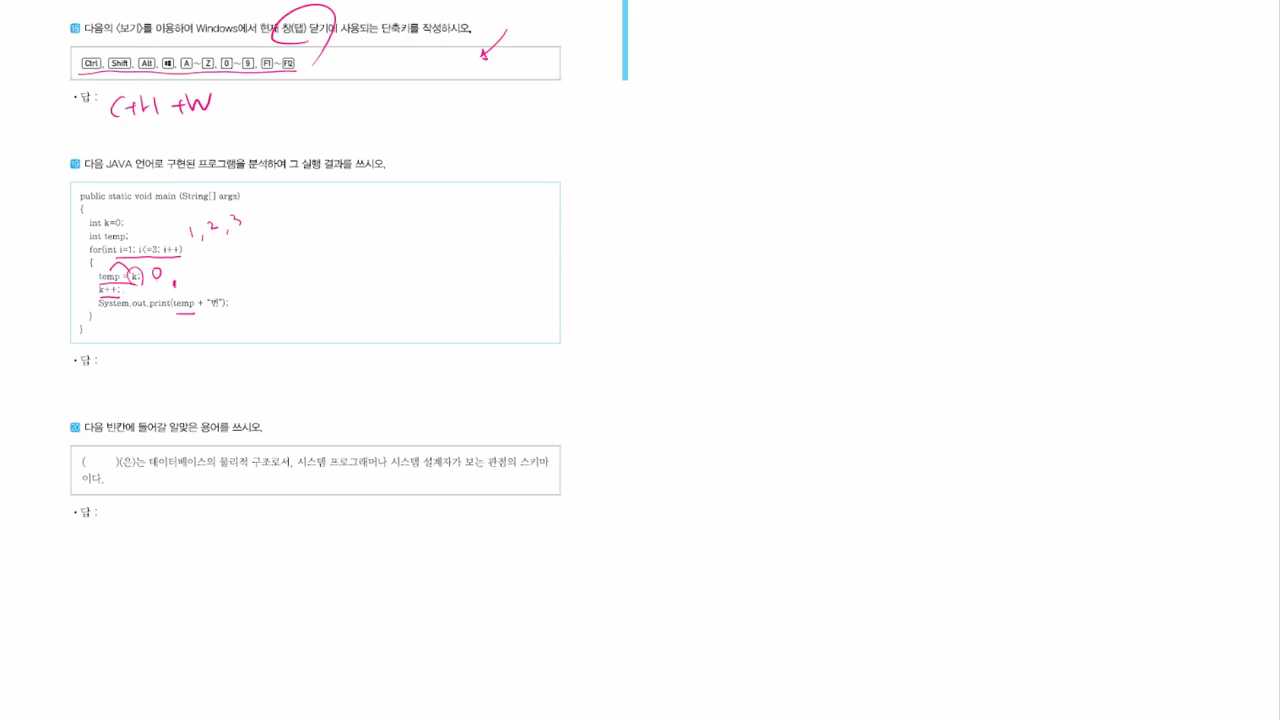 18 다음의 〈보기〉를 이용하여 Windows에서 현재 창(탭) 닫기에 사용되는 단축키를 작성하시오.
Ctrl, Shift, Alt, ⊞, A~Z, 0~9, F1~F12
• 답 : Ctrl +W
19 다음 JAVA 언어로 구현된 프로그램을 분석하여 그 실행 결과를 쓰시오.
public static void main (String[] args)
{
int k=0;
int temp;
for(int i=1; i<=3; i++) 1, 2, 3
{
temp = k; 0
k++;
System.out.print(temp + "번");
}
}
• 답 :
20 다음 빈칸에 들어갈 알맞은 용어를 쓰시오.
( )(은)는 데이터베이스의 물리적 구조로서, 시스템 프로그래머나 시스템 설계자가 보는 관점의 스키마
이다.
• 답 :